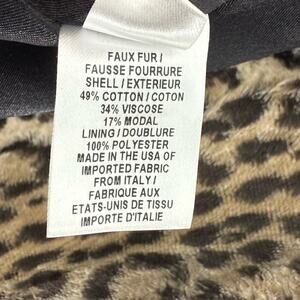 FAUX FUR /
FAUSSE FOURRURE
SHELL / EXTERIEUR
49% COTTON / COTON
34% VISCOSE
17% MODAL
LINING / DOUBLURE
100% POLYESTER
MADE IN THE USA OF
IMPORTED FABRIC
FROM ITALY /
FABRIQUE AUX
ETATS-UNIS DE TISSU
IMPORTE D'ITALIE